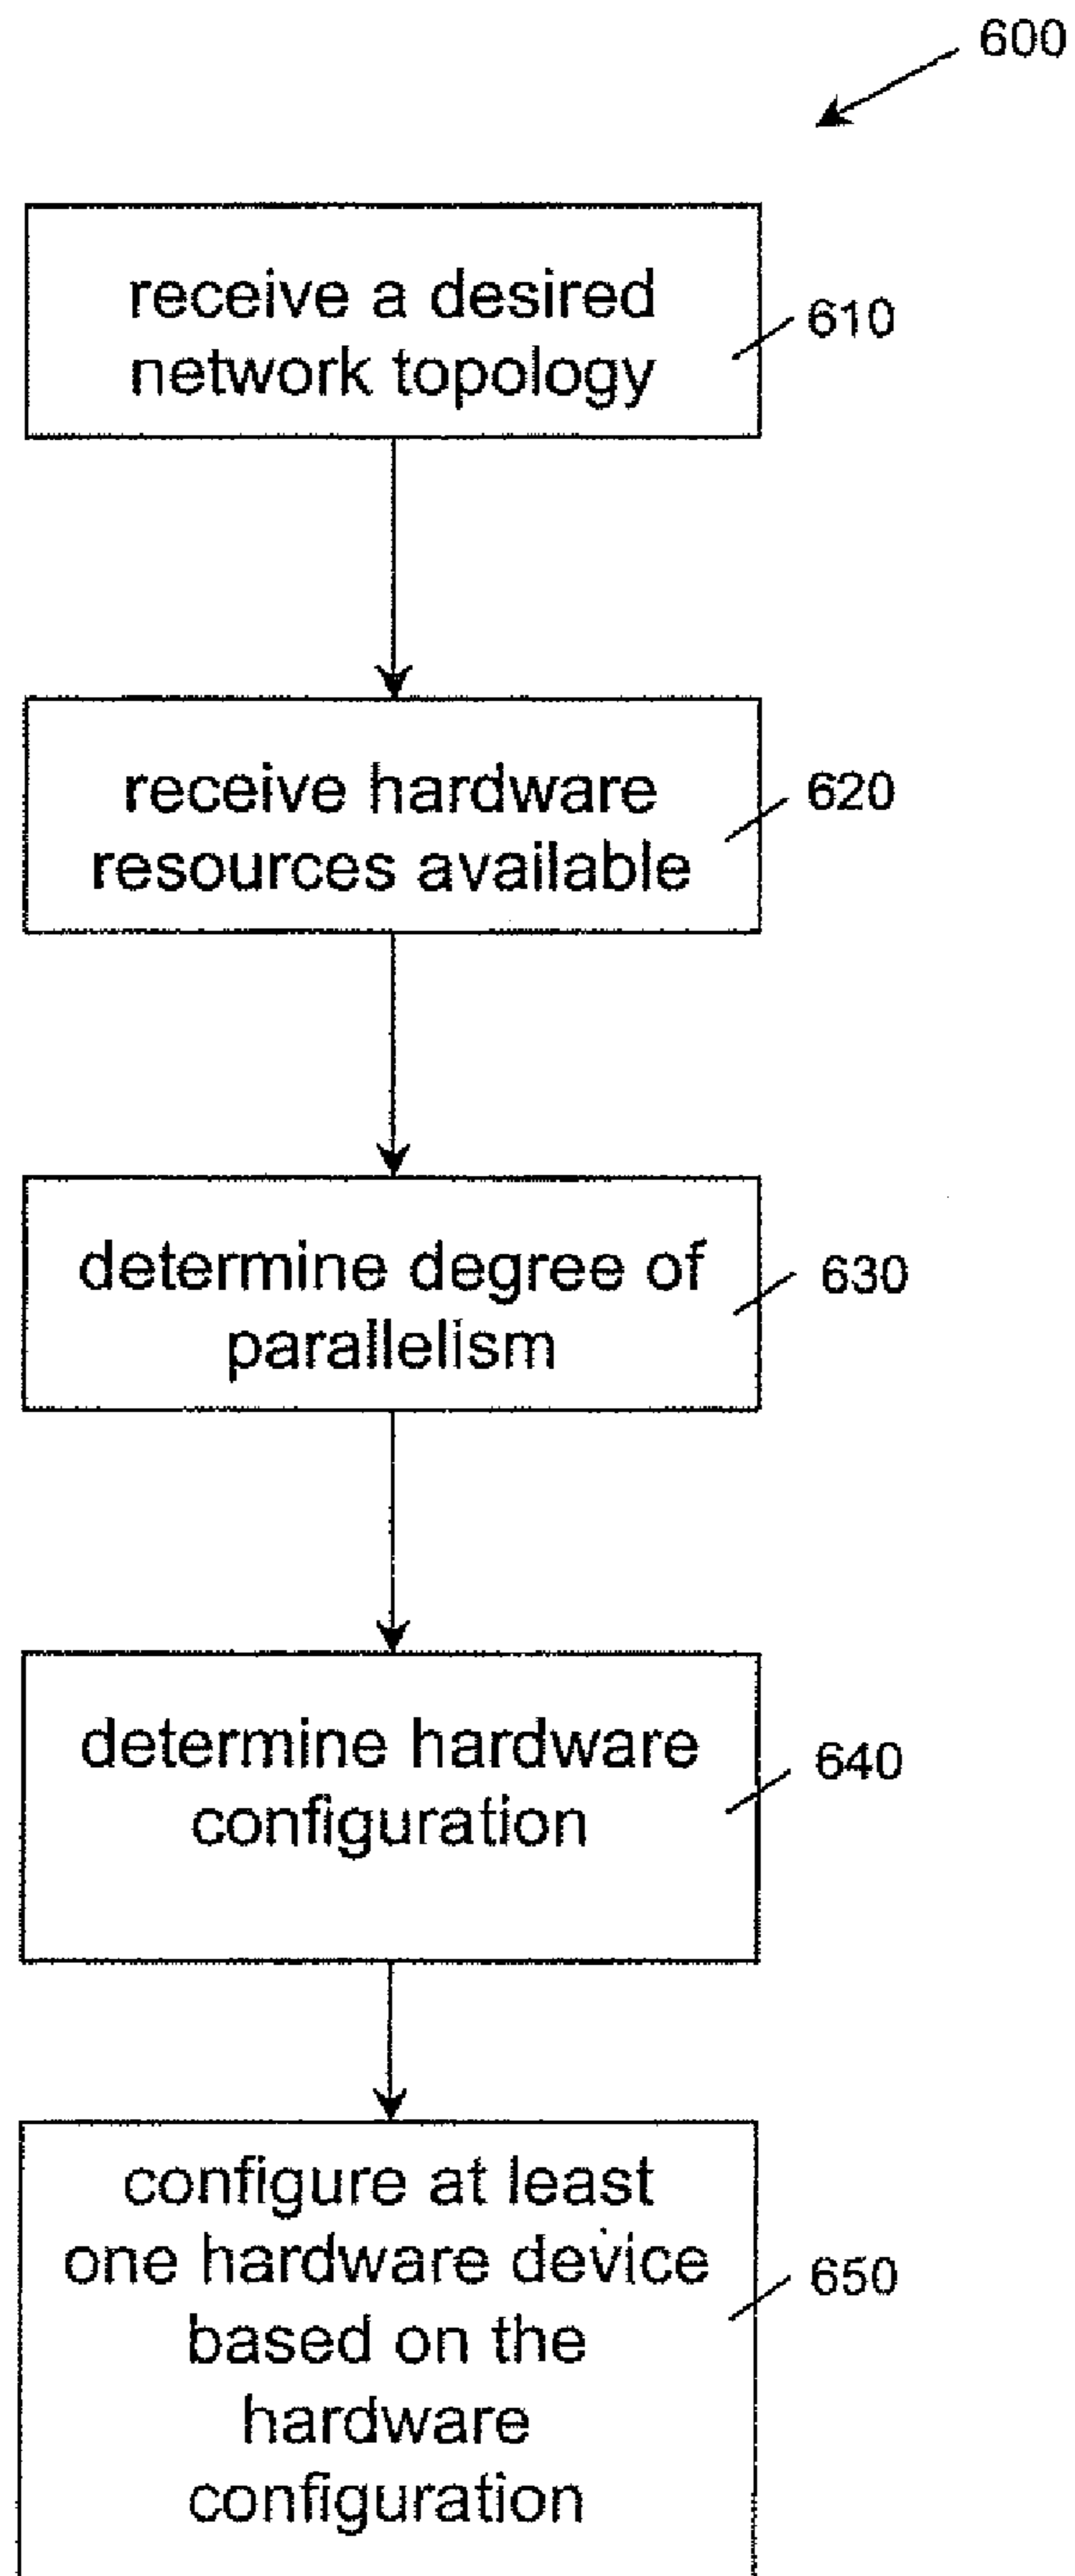 600
receive a desired
network topology
610
receive hardware
resources available
620
determine degree of
parallelism
630
determine hardware
configuration
640
configure at least
one hardware device
based on the
hardware
configuration
650